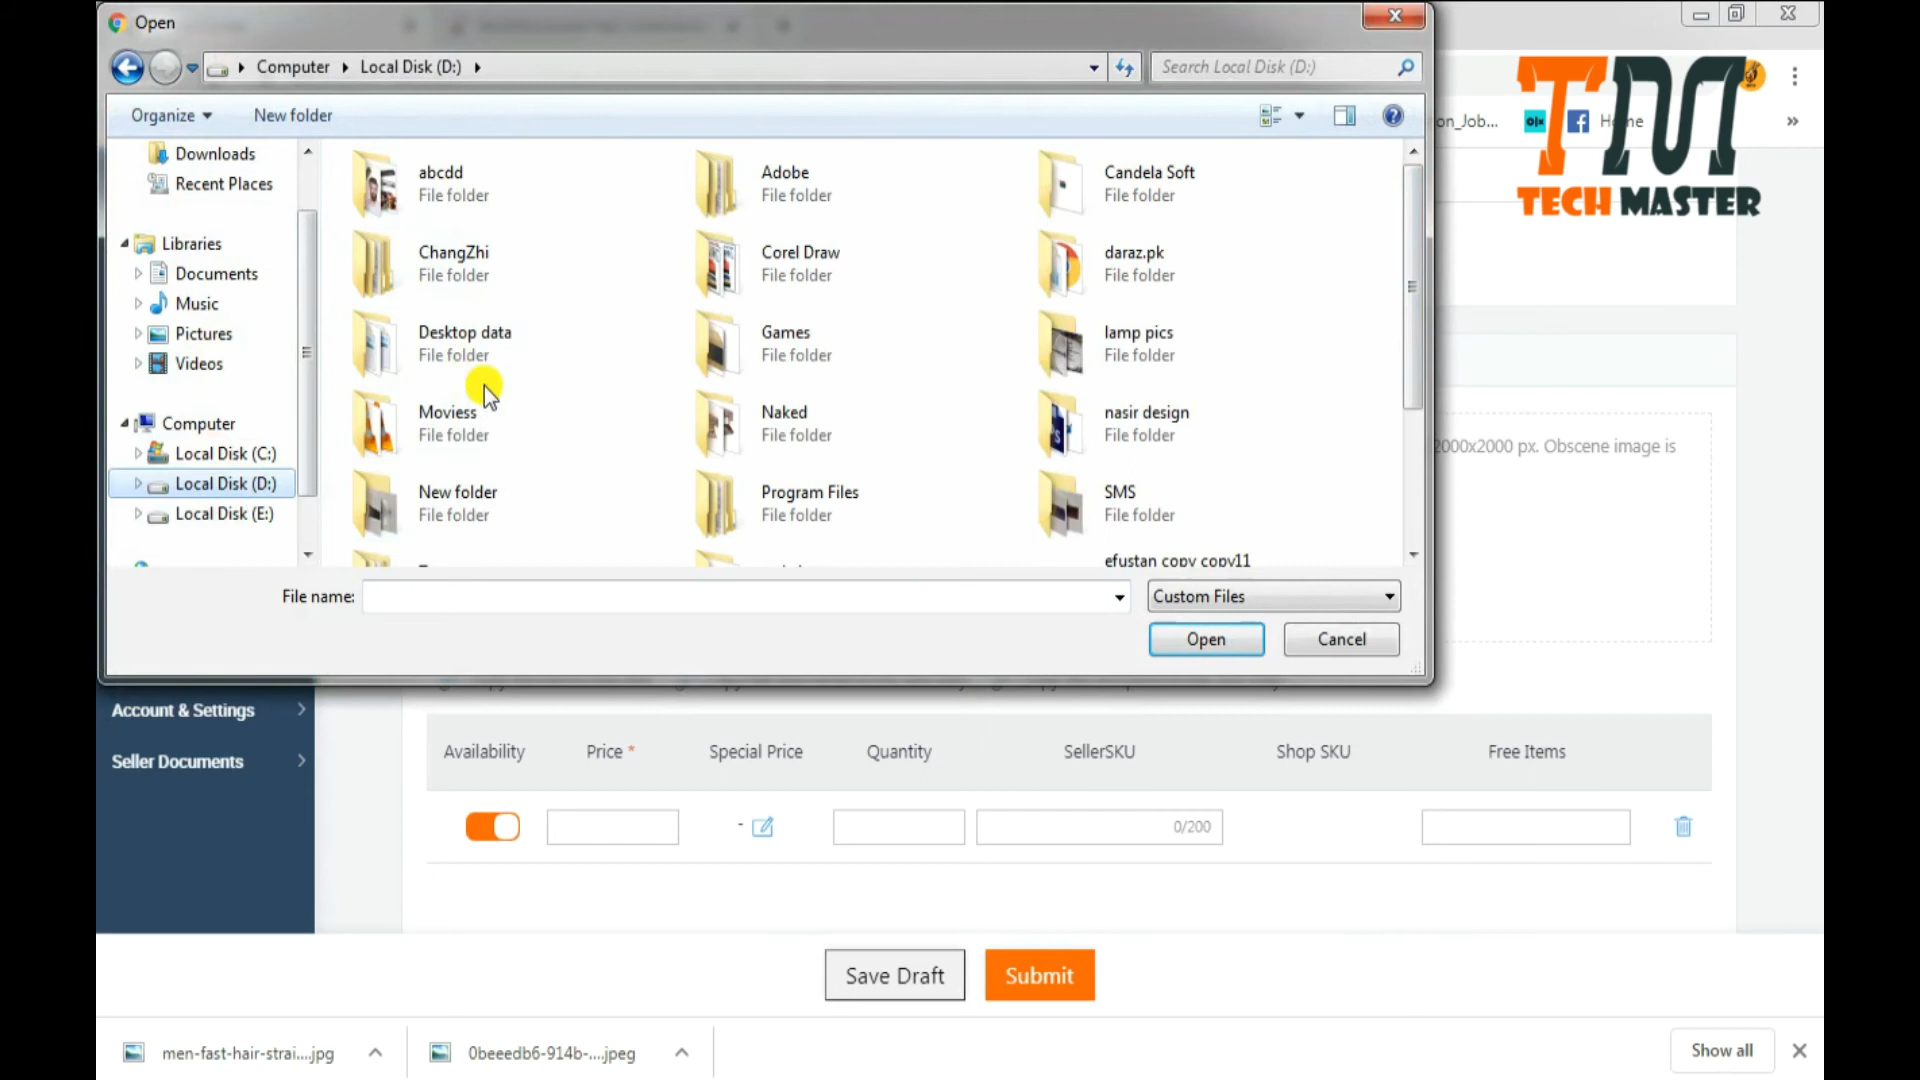 Open
Computer
Local Disk (D:)
Search Local Disk (D:)
Organize
New folder
on_Job...
olx
Home
TM
TECH MASTER
Downloads
Recent Places
Libraries
Documents
Music
Pictures
Videos
Computer
Local Disk (C:)
Local Disk (D:)
Local Disk (E:)
abcdd
File folder
Adobe
File folder
Candela Soft
File folder
ChangZhi
File folder
Corel Draw
File folder
daraz.pk
File folder
Desktop data
File folder
Games
File folder
lamp pics
File folder
Moviess
File folder
Naked
File folder
nasir design
File folder
New folder
File folder
Program Files
File folder
SMS
File folder
efustan copy copy11
File name:
Custom Files
Open
Cancel
2000x2000 px. Obscene image is
Account & Settings
Seller Documents
Availability
Price *
Special Price
Quantity
SellerSKU
Shop SKU
Free Items
-
0/200
Save Draft
Submit
men-fast-hair-strai....jpg
0beeedb6-914b-....jpeg
Show all